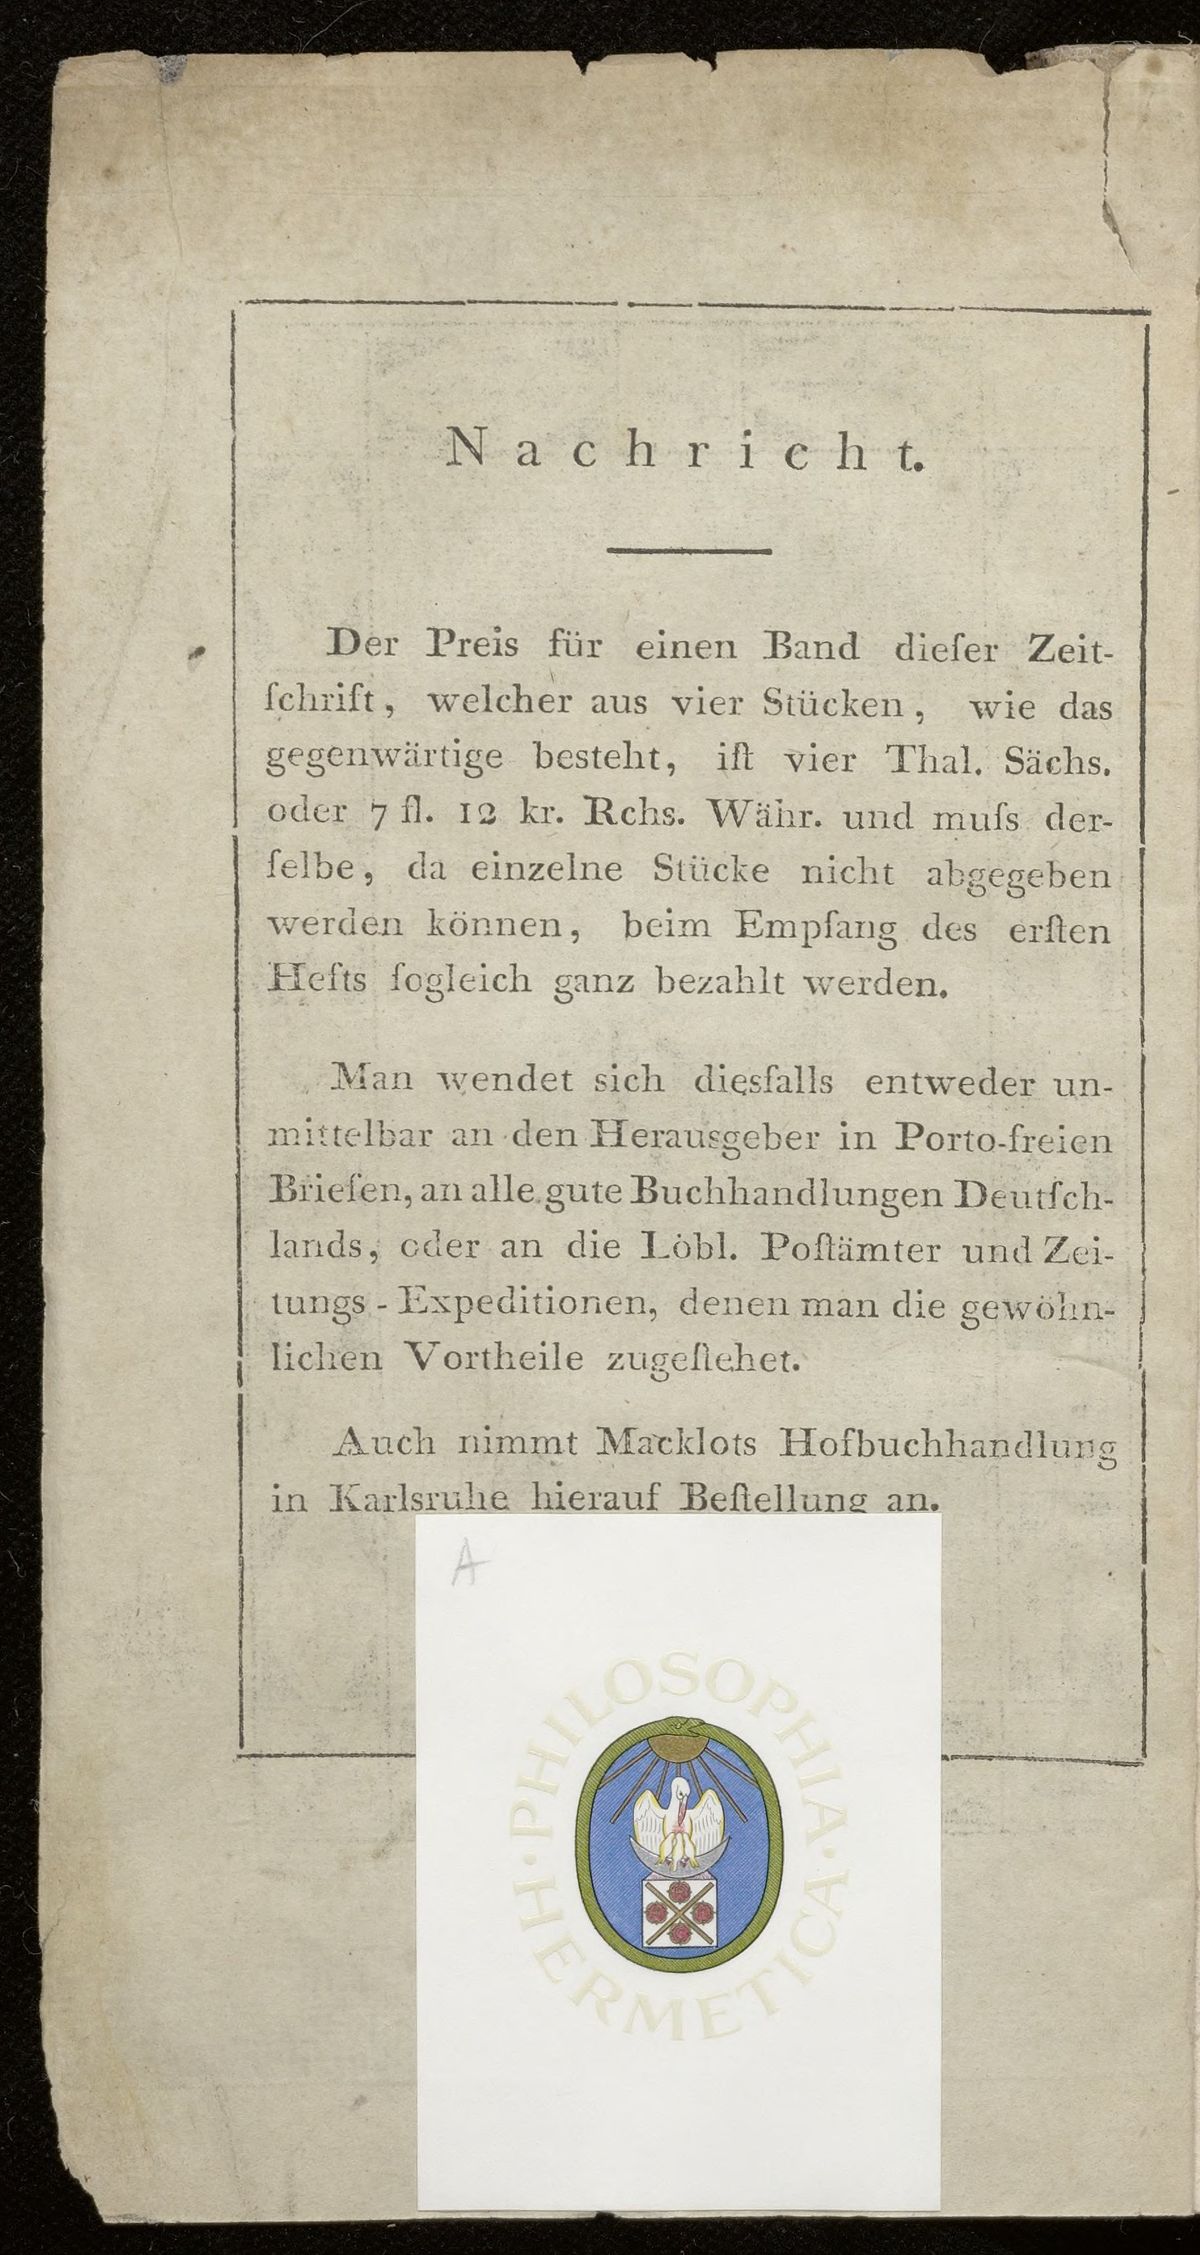 Nachricht.
Der Preis für einen Band dieſer Zeit-
ſchrift, welcher aus vier Stücken, wie das
gegenwärtige besteht, iſt vier Thal. Sächs.
oder 7 fl. 12 kr. Rchs. Währ. und muſs der-
ſelbe, da einzelne Stücke nicht abgegeben
werden können, beim Empfang des erſten
Hefts ſogleich ganz bezahlt werden.
Man wendet sich diesfalls entweder un-
mittelbar an den Herausgeber in Porto-freien
Briefen, an alle gute Buchhandlungen Deutſch-
lands, oder an die Löbl. Poſtämter und Zei-
tungs-Expeditionen, denen man die gewöhn-
lichen Vortheile zugeſtehet.
Auch nimmt Macklots Hofbuchhandlung
in Karlsruhe hierauf Beſtellung an.
A
PHILOSOPHIA · HERMETICA ·